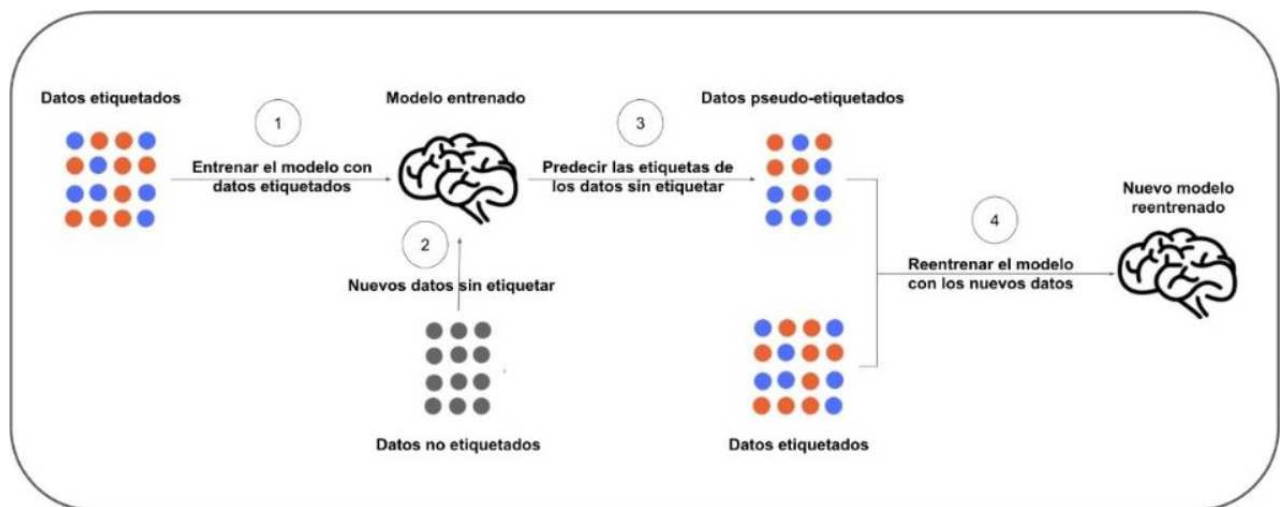 Datos etiquetados
1
Entrenar el modelo con
datos etiquetados
Modelo entrenado
2
Nuevos datos sin etiquetar
Datos no etiquetados
3
Predecir las etiquetas de
los datos sin etiquetar
Datos pseudo-etiquetados
Datos etiquetados
4
Reentrenar el modelo
con los nuevos datos
Nuevo modelo
reentrenado